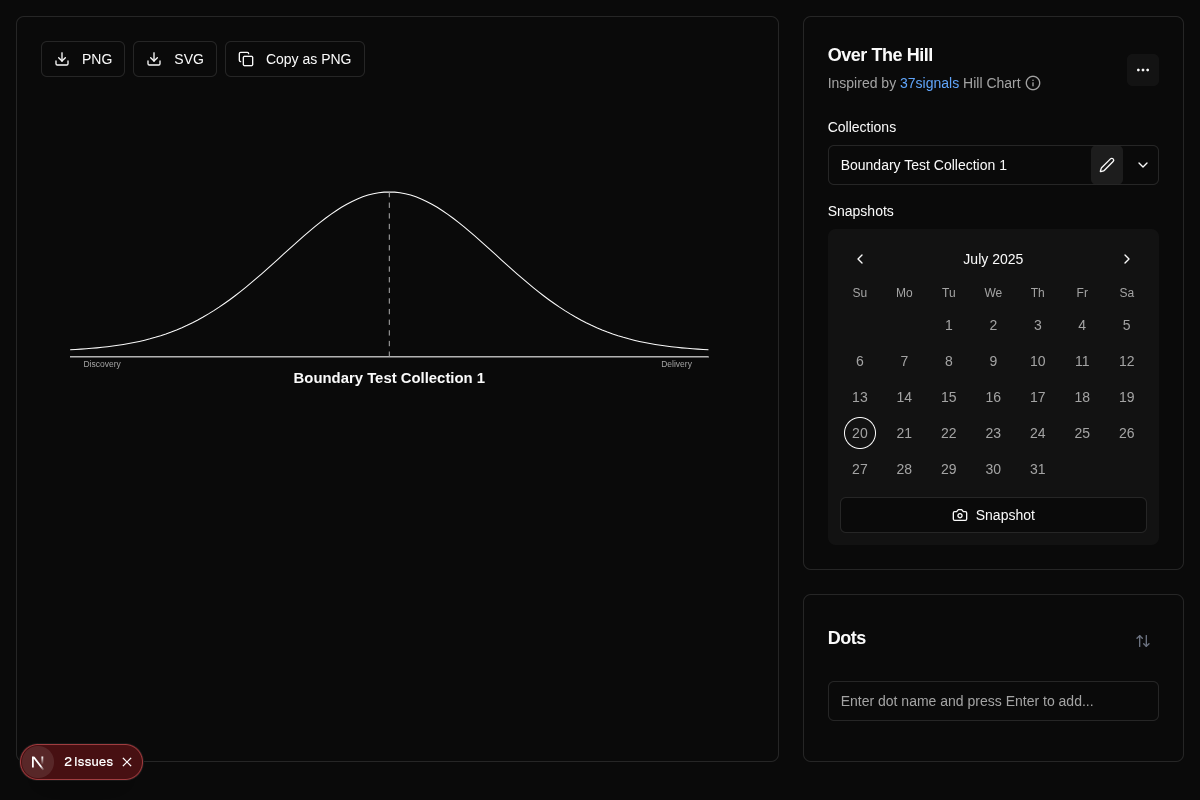 PNG
SVG
Copy as PNG
Discovery
Delivery
Boundary Test Collection 1
N
2 Issues
Over The Hill
Inspired by 37signals Hill Chart
Collections
Boundary Test Collection 1
Snapshots
July 2025
Su Mo Tu We Th Fr Sa
1 2 3 4 5
6 7 8 9 10 11 12
13 14 15 16 17 18 19
20 21 22 23 24 25 26
27 28 29 30 31
Snapshot
Dots
Enter dot name and press Enter to add...